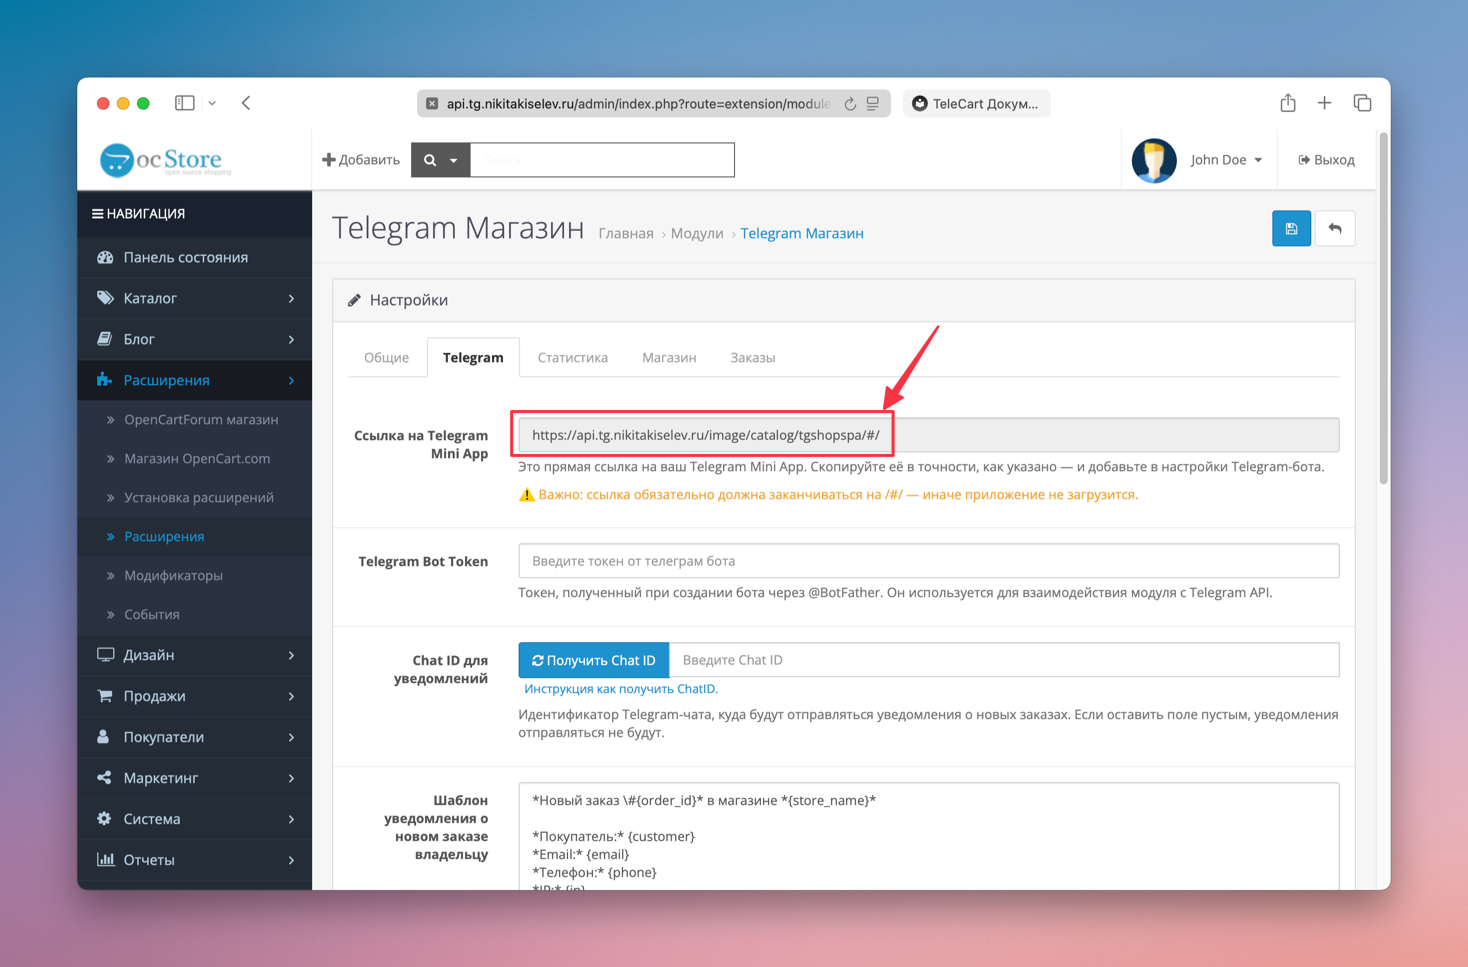 api.tg.nikitakiselev.ru/admin/index.php?route=extension/module
TeleCart Докум...
ocStore
open source shopping
Добавить
John Doe
Выход
НАВИГАЦИЯ
Панель состояния
Каталог
Блог
Расширения
OpenCartForum магазин
Магазин OpenCart.com
Установка расширений
Расширения
Модификаторы
События
Дизайн
Продажи
Покупатели
Маркетинг
Система
Отчеты
Telegram Магазин
Главная › Модули › Telegram Магазин
Настройки
Общие Telegram Статистика Магазин Заказы
Ссылка на Telegram
Mini App
https://api.tg.nikitakiselev.ru/image/catalog/tgshopspa/#/
Это прямая ссылка на ваш Telegram Mini App. Скопируйте её в точности, как указано — и добавьте в настройки Telegram-бота.
Важно: ссылка обязательно должна заканчиваться на /#/ — иначе приложение не загрузится.
Telegram Bot Token
Введите токен от телеграм бота
Токен, полученный при создании бота через @BotFather. Он используется для взаимодействия модуля с Telegram API.
Chat ID для
уведомлений
Получить Chat ID
Введите Chat ID
Инструкция как получить ChatID.
Идентификатор Telegram-чата, куда будут отправляться уведомления о новых заказах. Если оставить поле пустым, уведомления
отправляться не будут.
Шаблон
уведомления о
новом заказе
владельцу
*Новый заказ \#{order_id}* в магазине *{store_name}*
*Покупатель:* {customer}
*Email:* {email}
*Телефон:* {phone}
*IP:* {ip}